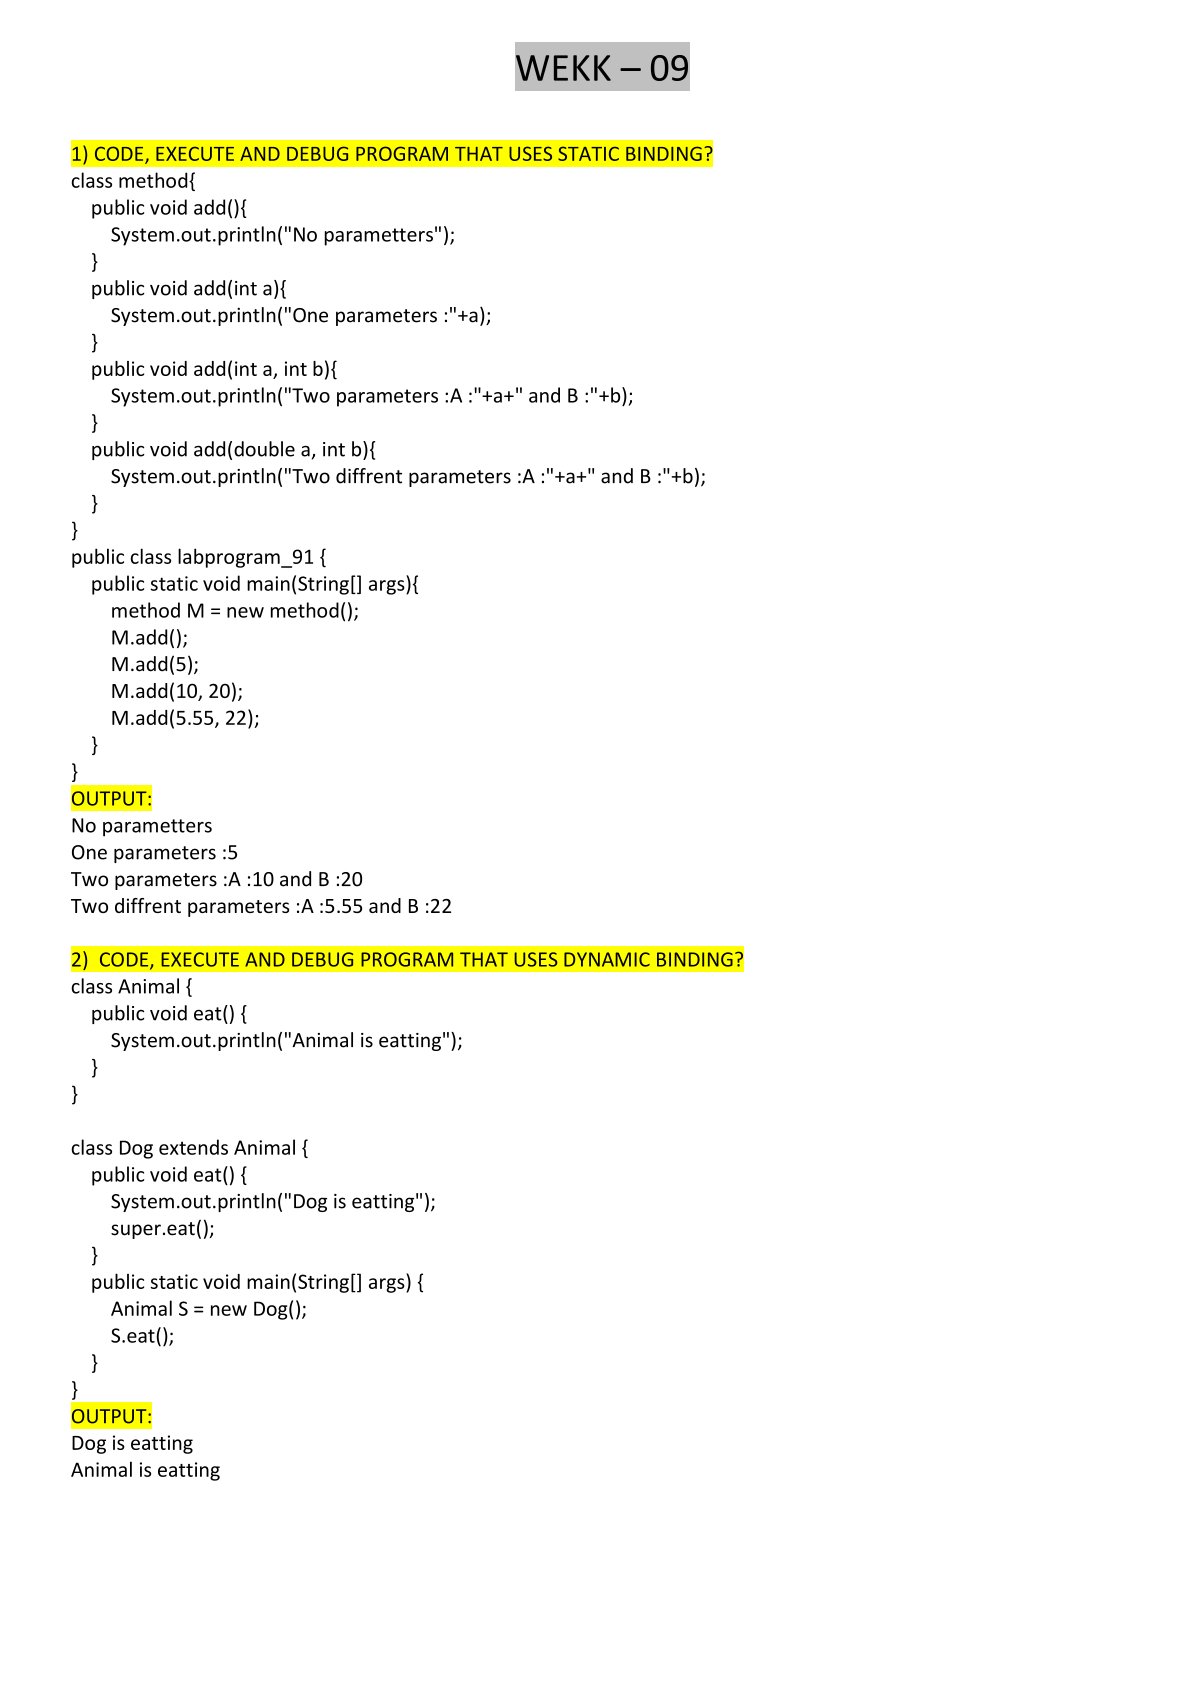 WEKK – 09
1) CODE, EXECUTE AND DEBUG PROGRAM THAT USES STATIC BINDING?
class method{
    public void add(){
        System.out.println("No parametters");
    }
    public void add(int a){
        System.out.println("One parameters :"+a);
    }
    public void add(int a, int b){
        System.out.println("Two parameters :A :"+a+" and B :"+b);
    }
    public void add(double a, int b){
        System.out.println("Two diffrent parameters :A :"+a+" and B :"+b);
    }
}
public class labprogram_91 {
    public static void main(String[] args){
        method M = new method();
        M.add();
        M.add(5);
        M.add(10, 20);
        M.add(5.55, 22);
    }
}
OUTPUT:
No parametters
One parameters :5
Two parameters :A :10 and B :20
Two diffrent parameters :A :5.55 and B :22
2)  CODE, EXECUTE AND DEBUG PROGRAM THAT USES DYNAMIC BINDING?
class Animal {
    public void eat() {
        System.out.println("Animal is eatting");
    }
}
class Dog extends Animal {
    public void eat() {
        System.out.println("Dog is eatting");
        super.eat();
    }
    public static void main(String[] args) {
        Animal S = new Dog();
        S.eat();
    }
}
OUTPUT:
Dog is eatting
Animal is eatting